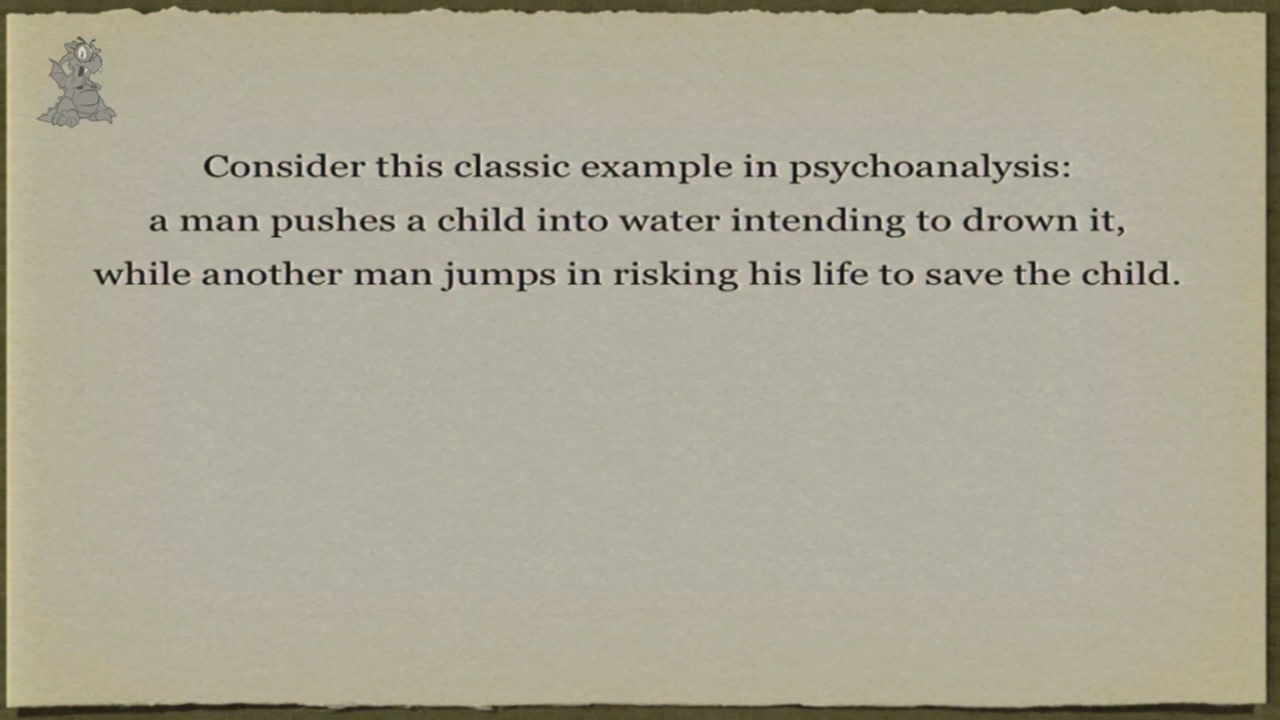 Consider this classic example in psychoanalysis:
a man pushes a child into water intending to drown it,
while another man jumps in risking his life to save the child.